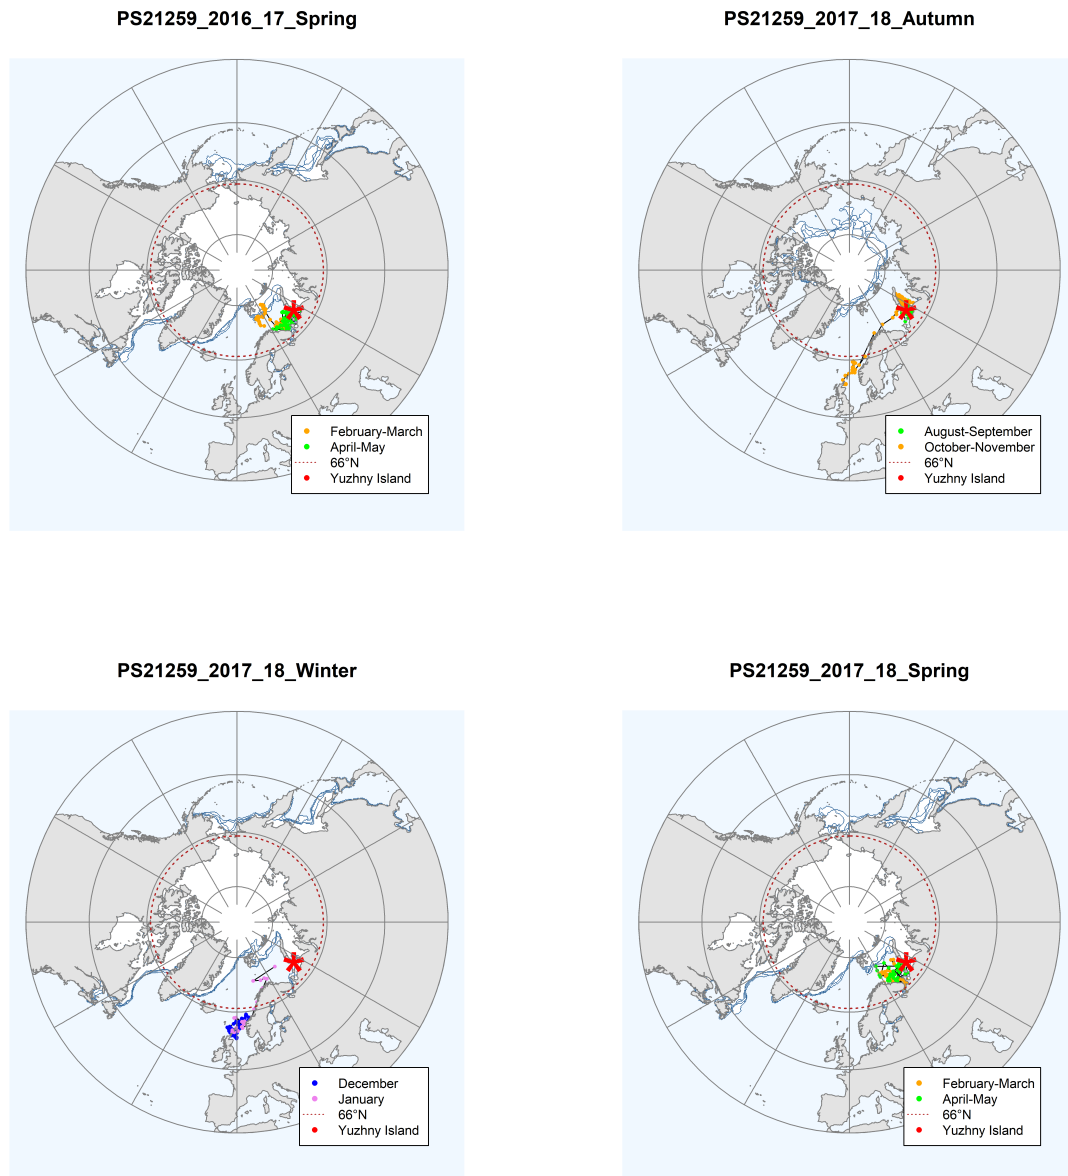 PS21259_2016_17_Spring
February-March
April-May
66°N
Yuzhny Island
PS21259_2017_18_Autumn
August-September
October-November
66°N
Yuzhny Island
PS21259_2017_18_Winter
December
January
66°N
Yuzhny Island
PS21259_2017_18_Spring
February-March
April-May
66°N
Yuzhny Island